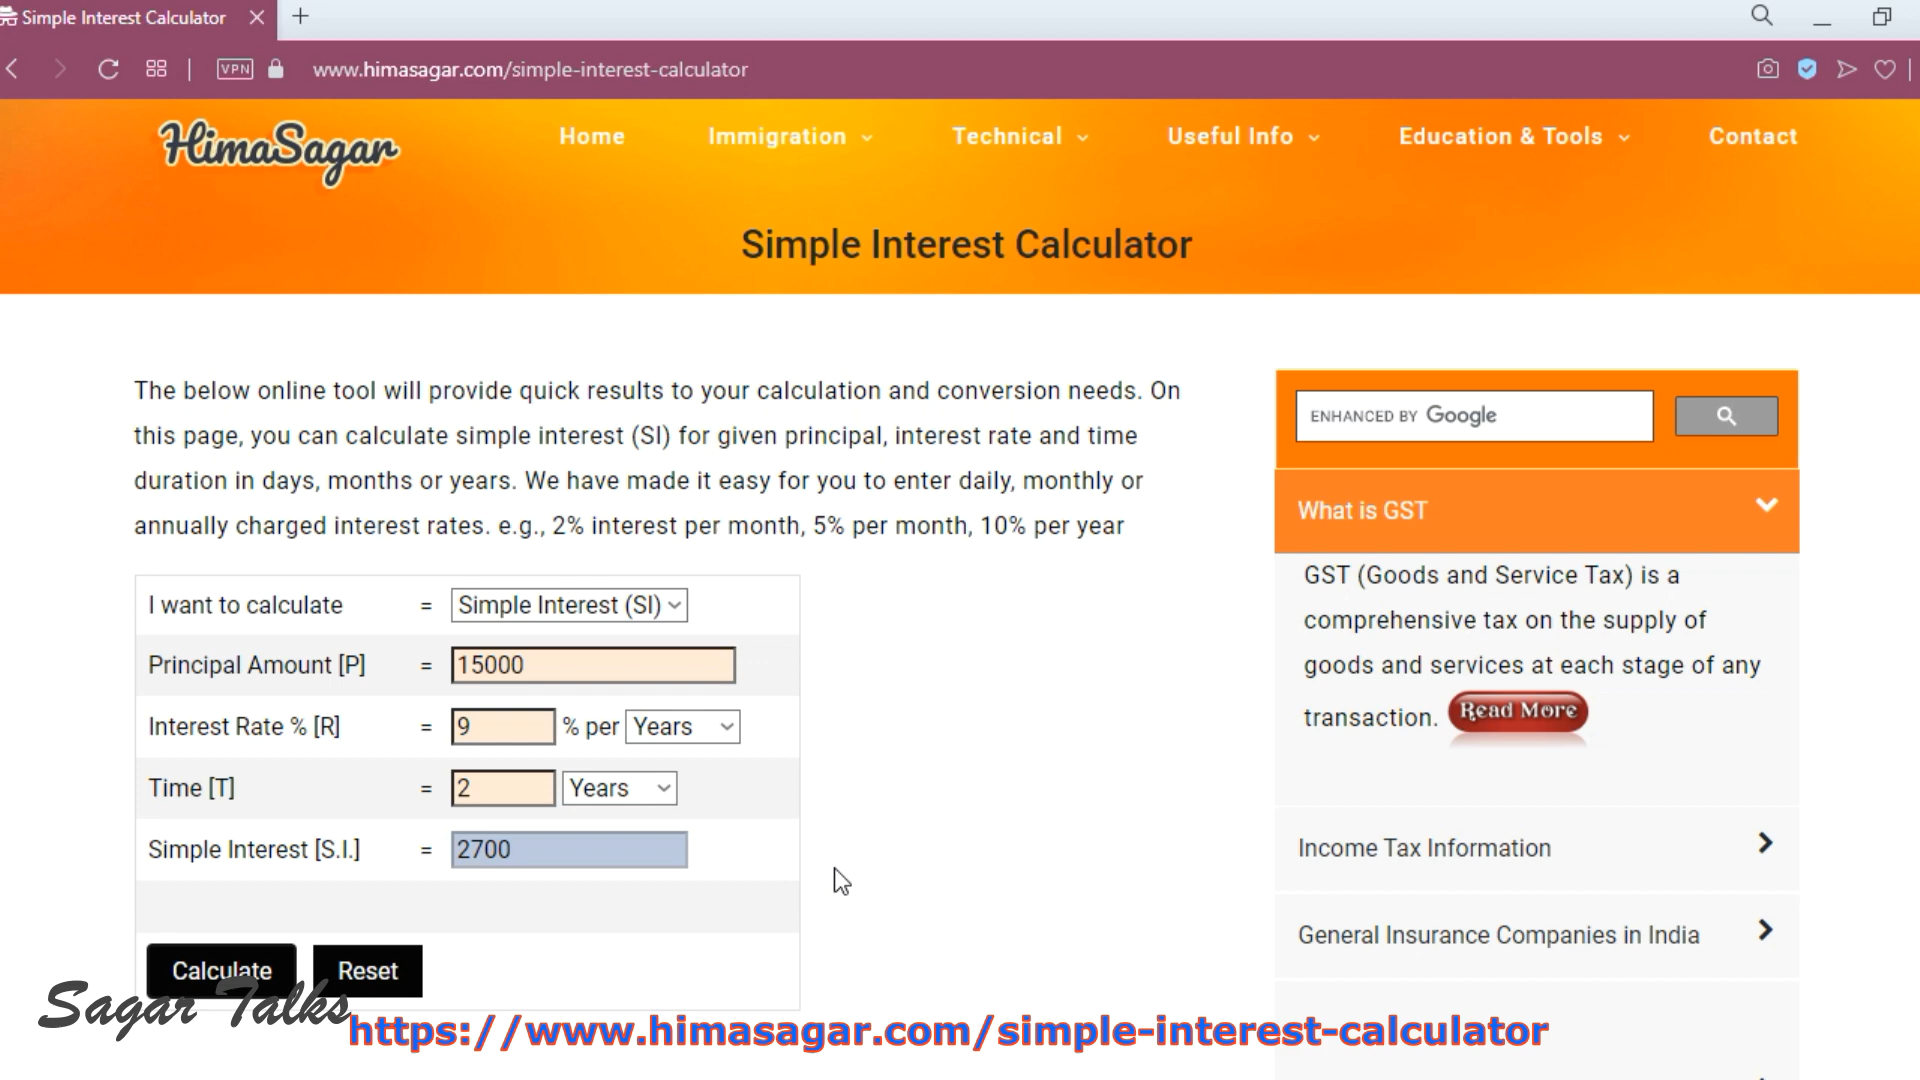 Simple Interest Calculator
VPN www.himasagar.com/simple-interest-calculator
HimaSagar
Home Immigration Technical Useful Info Education & Tools Contact
Simple Interest Calculator
The below online tool will provide quick results to your calculation and conversion needs. On
this page, you can calculate simple interest (SI) for given principal, interest rate and time
duration in days, months or years. We have made it easy for you to enter daily, monthly or
annually charged interest rates. e.g., 2% interest per month, 5% per month, 10% per year
I want to calculate = Simple Interest (SI)
Principal Amount [P] = 15000
Interest Rate % [R] = 9 % per Years
Time [T] = 2 Years
Simple Interest [S.I.] = 2700
Calculate Reset
ENHANCED BY Google
What is GST
GST (Goods and Service Tax) is a
comprehensive tax on the supply of
goods and services at each stage of any
transaction. Read More
Income Tax Information
General Insurance Companies in India
Sagar Talks
https://www.himasagar.com/simple-interest-calculator